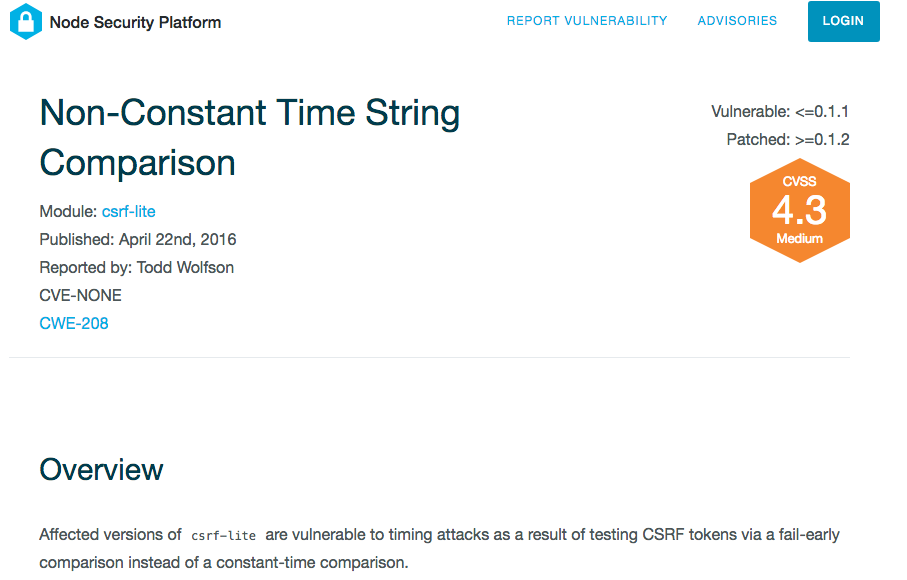 Node Security Platform
REPORT VULNERABILITY
ADVISORIES
LOGIN
Non-Constant Time String
Comparison
Vulnerable: <=0.1.1
Patched: >=0.1.2
CVSS
4.3
Medium
Module: csrf-lite
Published: April 22nd, 2016
Reported by: Todd Wolfson
CVE-NONE
CWE-208
Overview
Affected versions of csrf-lite are vulnerable to timing attacks as a result of testing CSRF tokens via a fail-early
comparison instead of a constant-time comparison.